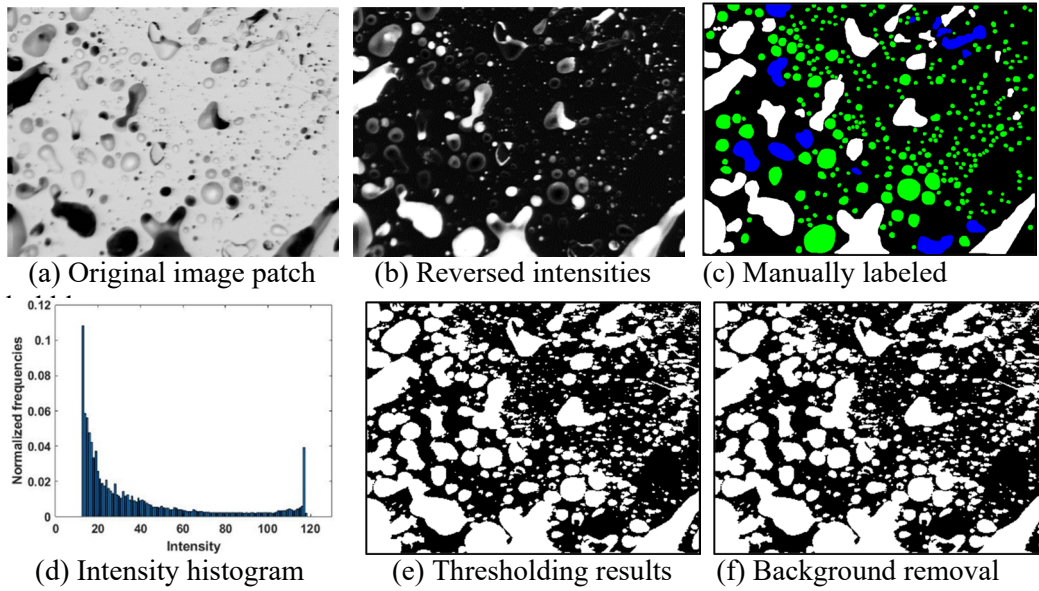 (a) Original image patch
(b) Reversed intensities
(c) Manually labeled
0.12
0.1
0.08
0.06
0.04
0.02
0
Normalized frequencies
0 20 40 60 80 100 120
Intensity
(d) Intensity histogram
(e) Thresholding results
(f) Background removal